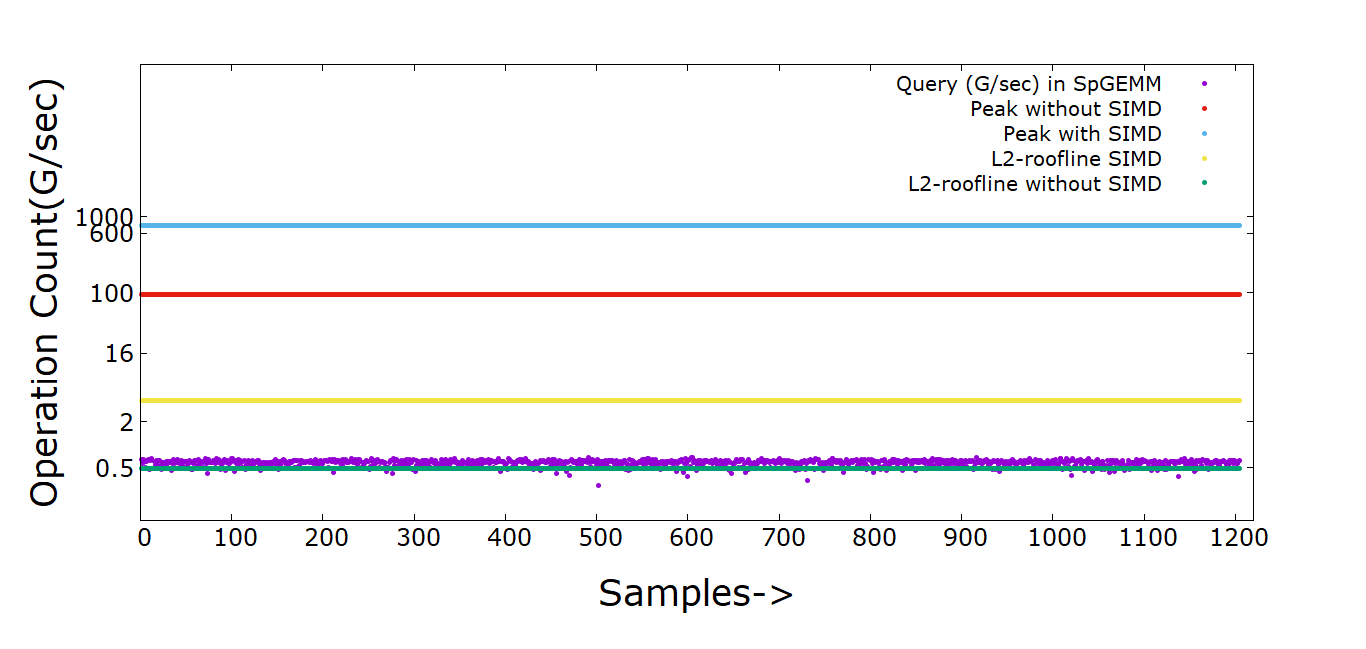 Operation Count(G/sec)
Query (G/sec) in SpGEMM
Peak without SIMD
Peak with SIMD
L2-roofline SIMD
L2-roofline without SIMD
1000
600
100
16
2
0.5
0 100 200 300 400 500 600 700 800 900 1000 1100 1200
Samples->